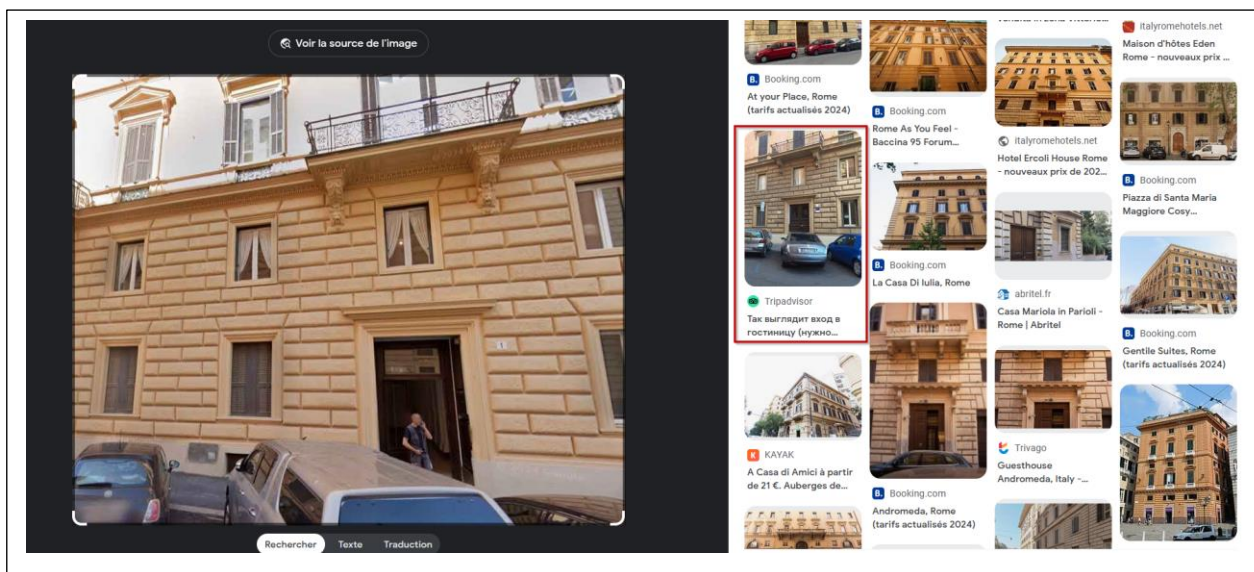 Voir la source de l'image
Rechercher
Texte
Traduction
B. Booking.com
At your Place, Rome
(tarifs actualisés 2024)
Tripadvisor
Так выглядит вход в
гостиницу (нужно...
K KAYAK
A Casa di Amici à partir
de 21 €. Auberges de...
B. Booking.com
Rome As You Feel -
Baccina 95 Forum...
B. Booking.com
La Casa Di Iulia, Rome
B. Booking.com
Andromeda, Rome
(tarifs actualisés 2024)
italyromehotels.net
Hotel Ercoli House Rome
- nouveaux prix de 202...
abritel.fr
Casa Mariola in Parioli -
Rome | Abritel
Trivago
Guesthouse
Andromeda, Italy -...
italyromehotels.net
Maison d'hôtes Eden
Rome - nouveaux prix ...
B. Booking.com
Piazza di Santa Maria
Maggiore Cosy...
B. Booking.com
Gentile Suites, Rome
(tarifs actualisés 2024)